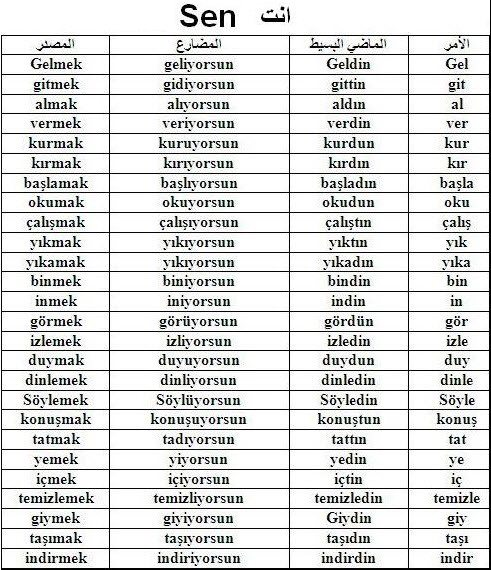 Sen انت
المصدر المضارع الماضي البسيط الأمر
Gelmek geliyorsun Geldin Gel
gitmek gidiyorsun gittin git
almak alıyorsun aldın al
vermek veriyorsun verdin ver
kurmak kuruyorsun kurdun kur
kırmak kırıyorsun kırdın kır
başlamak başlıyorsun başladın başla
okumak okuyorsun okudun oku
çalışmak çalışıyorsun çalıştın çalış
yıkmak yıkıyorsun yıktın yık
yıkamak yıkıyorsun yıkadın yıka
binmek biniyorsun bindin bin
inmek iniyorsun indin in
görmek görüyorsun gördün gör
izlemek izliyorsun izledin izle
duymak duyuyorsun duydun duy
dinlemek dinliyorsun dinledin dinle
Söylemek Söylüyorsun Söyledin Söyle
konuşmak konuşuyorsun konuştun konuş
tatmak tadıyorsun tattın tat
yemek yiyorsun yedin ye
içmek içiyorsun içtin iç
temizlemek temizliyorsun temizledin temizle
giymek giyiyorsun Giydin giy
taşımak taşıyorsun taşıdın taşı
indirmek indiriyorsun indirdin indir